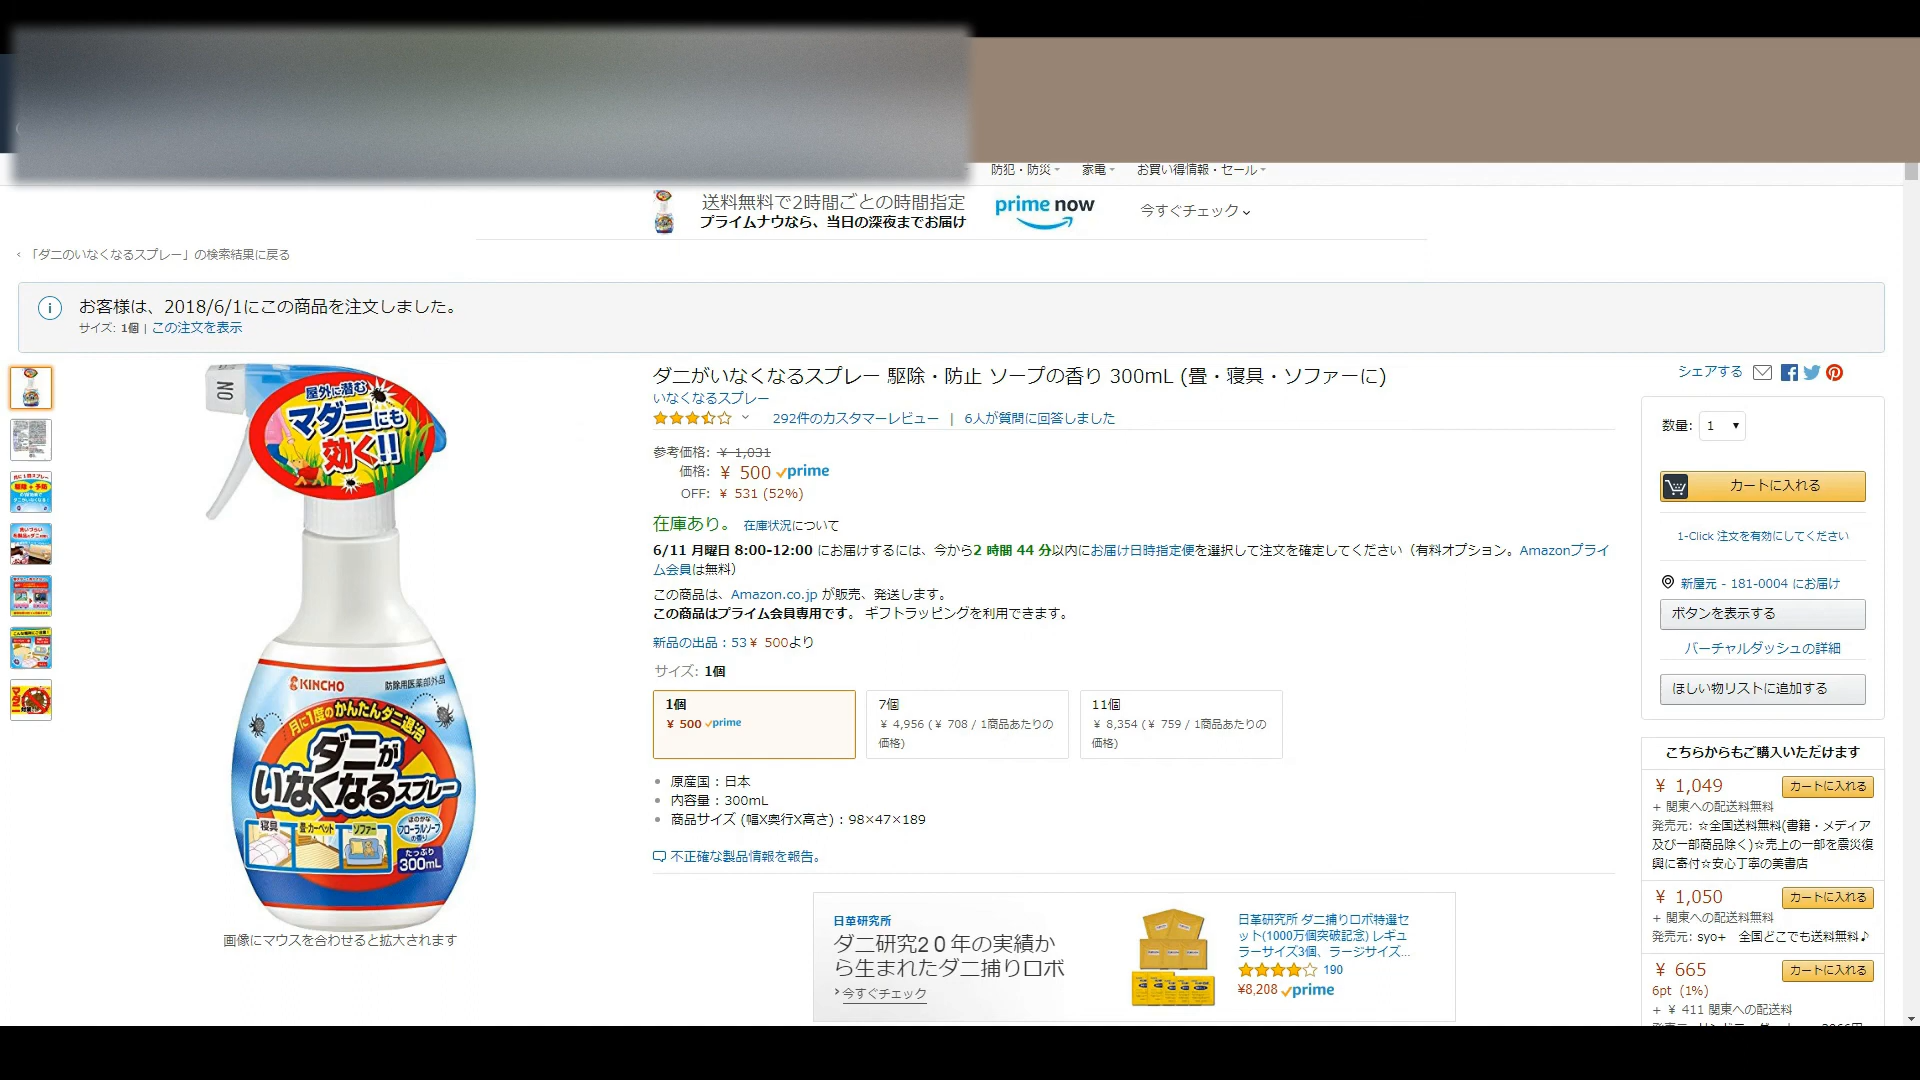 防犯・防災 家電 お買い得情報・セール
送料無料で2時間ごとの時間指定
プライムナウなら、当日の深夜までお届け
prime now
今すぐチェック
‹ 「ダニのいなくなるスプレー」の検索結果に戻る
お客様は、2018/6/1にこの商品を注文しました。
サイズ: 1個 | この注文を表示
ON
屋外に潜む
マダニにも
効く!!
KINCHO
防除用医薬部外品
月に1度のかんたんダニ退治
ダニが
いなくなるスプレー
寝具 畳・カーペット ソファー
ほのかな
フローラルソープ
の香り
たっぷり
300mL
画像にマウスを合わせると拡大されます
ダニがいなくなるスプレー 駆除・防止 ソープの香り 300mL (畳・寝具・ソファーに)
いなくなるスプレー
292件のカスタマーレビュー | 6人が質問に回答しました
参考価格: ¥ 1,031
価格: ¥ 500 prime
OFF: ¥ 531 (52%)
在庫あり。 在庫状況について
6/11 月曜日 8:00-12:00 にお届けするには、今から2 時間 44 分以内にお届け日時指定便を選択して注文を確定してください（有料オプション。Amazonプライ
ム会員は無料）
この商品は、Amazon.co.jp が販売、発送します。
この商品はプライム会員専用です。 ギフトラッピングを利用できます。
新品の出品：53¥ 500より
サイズ: 1個
1個
¥ 500 prime
7個
¥ 4,956 (¥ 708 / 1商品あたりの
価格)
11個
¥ 8,354 (¥ 759 / 1商品あたりの
価格)
原産国：日本
内容量：300mL
商品サイズ (幅X奥行X高さ)：98×47×189
不正確な製品情報を報告。
日革研究所
ダニ研究20年の実績か
ら生まれたダニ捕りロボ
›今すぐチェック
日革研究所 ダニ捕りロボ特選セ
ット(1000万個突破記念) レギュ
ラーサイズ3個、ラージサイズ...
190
¥8,208 prime
シェアする
数量: 1
カートに入れる
1-Click 注文を有効にしてください
新屋元 - 181-0004 にお届け
ボタンを表示する
バーチャルダッシュの詳細
ほしい物リストに追加する
こちらからもご購入いただけます
¥ 1,049 カートに入れる
+ 関東への配送料無料
発売元: ☆全国送料無料(書籍・メディア
及び一部商品除く)☆売上の一部を震災復
興に寄付☆安心丁寧の美書店
¥ 1,050 カートに入れる
+ 関東への配送料無料
発売元: syo+ 全国どこでも送料無料♪
¥ 665 カートに入れる
6pt (1%)
+ ¥ 411 関東への配送料